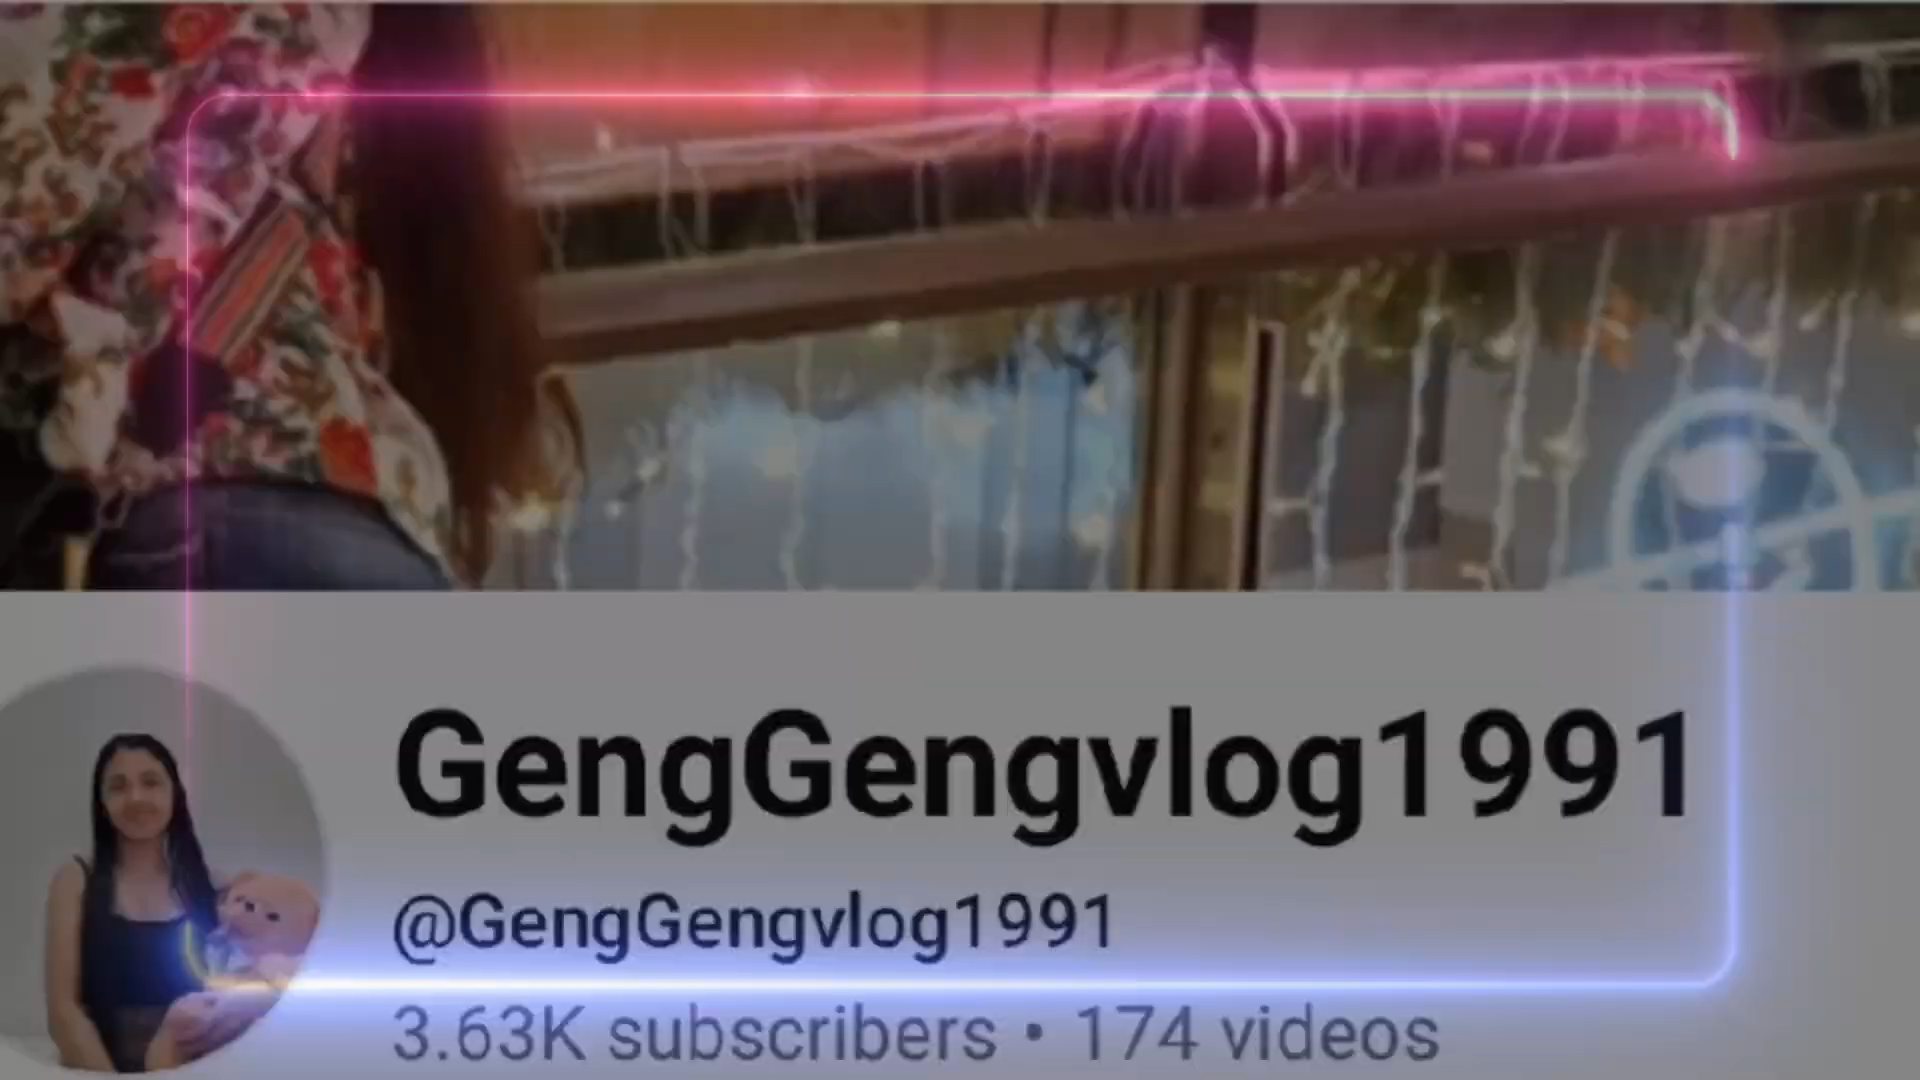 GengGengvlog1991
@GengGengvlog1991
3.63K subscribers • 174 videos